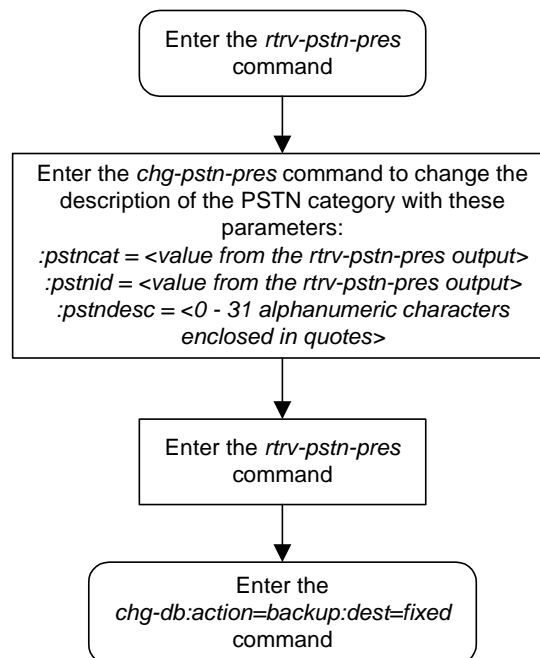 Enter the rtrv-pstn-pres
command
Enter the chg-pstn-pres command to change the
description of the PSTN category with these
parameters:
:pstncat = <value from the rtrv-pstn-pres output>
:pstnid = <value from the rtrv-pstn-pres output>
:pstndesc = <0 - 31 alphanumeric characters
enclosed in quotes>
Enter the rtrv-pstn-pres
command
Enter the
chg-db:action=backup:dest=fixed
command